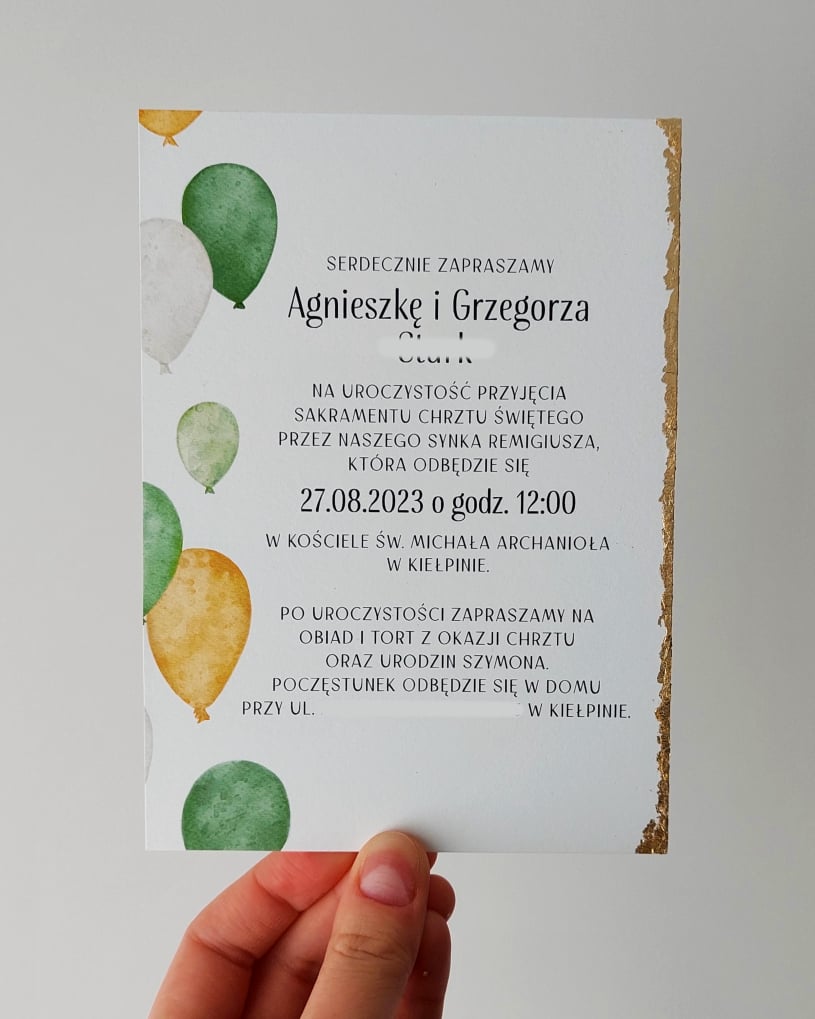 SERDECZNIE ZAPRASZAMY
Agnieszkę i Grzegorza
NA UROCZYSTOŚĆ PRZYJĘCIA
SAKRAMENTU CHRZTU ŚWIĘTEGO
PRZEZ NASZEGO SYNKA REMIGIUSZA,
KTÓRA ODBĘDZIE SIĘ
27.08.2023 o godz. 12:00
W KOŚCIELE ŚW. MICHAŁA ARCHANIOŁA
W KIEŁPINIE.
PO UROCZYSTOŚCI ZAPRASZAMY NA
OBIAD I TORT Z OKAZJI CHRZTU
ORAZ URODZIN SZYMONA.
POCZĘSTUNEK ODBĘDZIE SIĘ W DOMU
PRZY UL. W KIEŁPINIE.